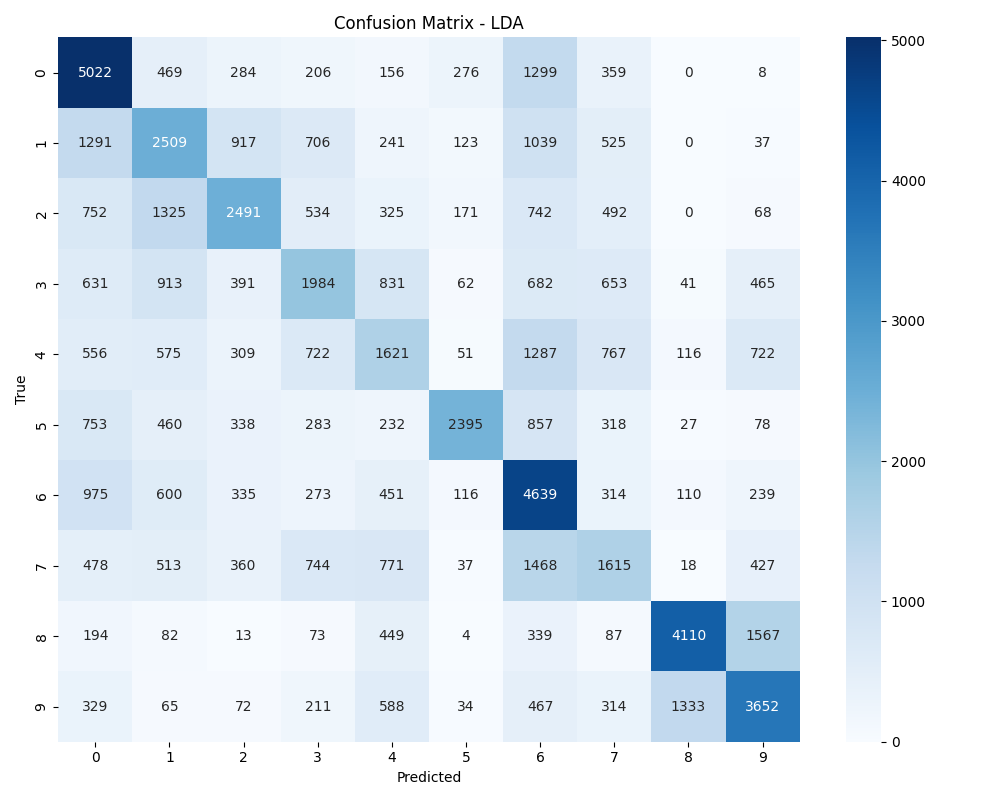 Confusion Matrix - LDA
0 5022 469 284 206 156 276 1299 359 0 8
1 1291 2509 917 706 241 123 1039 525 0 37
2 752 1325 2491 534 325 171 742 492 0 68
3 631 913 391 1984 831 62 682 653 41 465
4 556 575 309 722 1621 51 1287 767 116 722
5 753 460 338 283 232 2395 857 318 27 78
6 975 600 335 273 451 116 4639 314 110 239
7 478 513 360 744 771 37 1468 1615 18 427
8 194 82 13 73 449 4 339 87 4110 1567
9 329 65 72 211 588 34 467 314 1333 3652
0 1 2 3 4 5 6 7 8 9
Predicted
True
5000
4000
3000
2000
1000
0